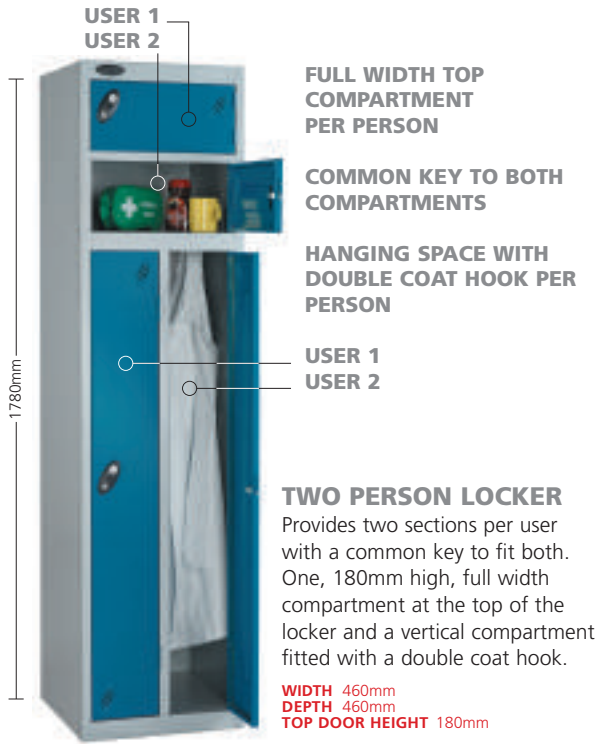 USER 1
USER 2
FULL WIDTH TOP
COMPARTMENT
PER PERSON
COMMON KEY TO BOTH
COMPARTMENTS
HANGING SPACE WITH
DOUBLE COAT HOOK PER
PERSON
USER 1
USER 2
1780mm
TWO PERSON LOCKER
Provides two sections per user
with a common key to fit both.
One, 180mm high, full width
compartment at the top of the
locker and a vertical compartment
fitted with a double coat hook.
WIDTH 460mm
DEPTH 460mm
TOP DOOR HEIGHT 180mm